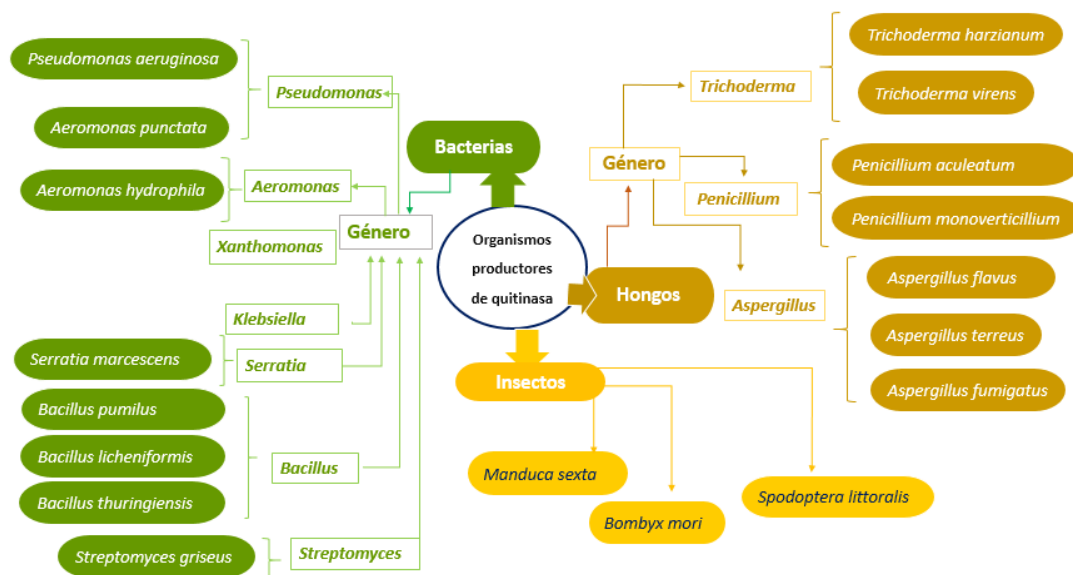 Organismos
productores
de quitinasa
Bacterias
Género
Pseudomonas
Pseudomonas aeruginosa
Aeromonas punctata
Aeromonas
Aeromonas hydrophila
Xanthomonas
Klebsiella
Serratia
Serratia marcescens
Bacillus
Bacillus pumilus
Bacillus licheniformis
Bacillus thuringiensis
Streptomyces
Streptomyces griseus
Hongos
Género
Trichoderma
Trichoderma harzianum
Trichoderma virens
Penicillium
Penicillium aculeatum
Penicillium monoverticillium
Aspergillus
Aspergillus flavus
Aspergillus terreus
Aspergillus fumigatus
Insectos
Manduca sexta
Bombyx mori
Spodoptera littoralis